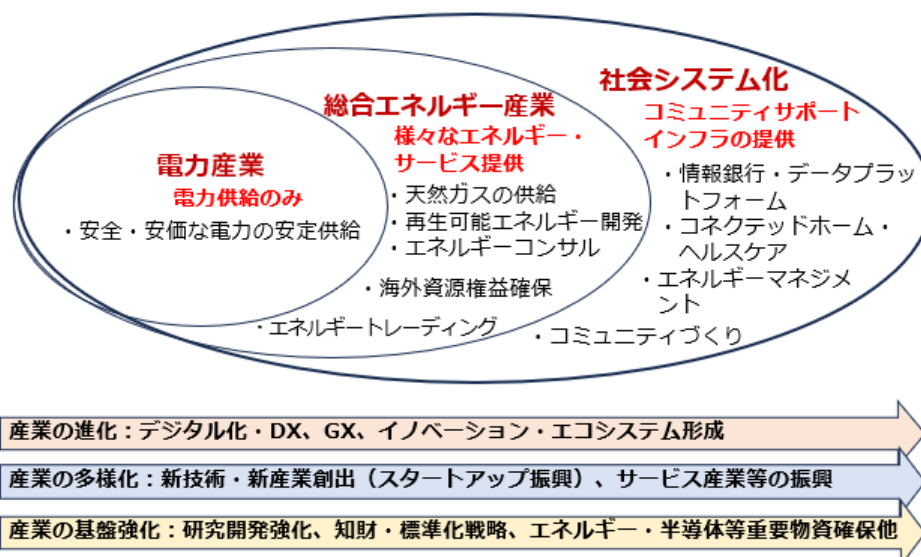 電力産業
電力供給のみ
・安全・安価な電力の安定供給
総合エネルギー産業
様々なエネルギー・
サービス提供
・天然ガスの供給
・再生可能エネルギー開発
・エネルギーコンサル
・海外資源権益確保
・エネルギートレーディング
社会システム化
コミュニティサポート
インフラの提供
・情報銀行・データプラッ
トフォーム
・コネクテッドホーム・
ヘルスケア
・エネルギーマネジメ
ント
・コミュニティづくり
産業の進化：デジタル化・DX、GX、イノベーション・エコシステム形成
産業の多様化：新技術・新産業創出（スタートアップ振興）、サービス産業等の振興
産業の基盤強化：研究開発強化、知財・標準化戦略、エネルギー・半導体等重要物資確保他